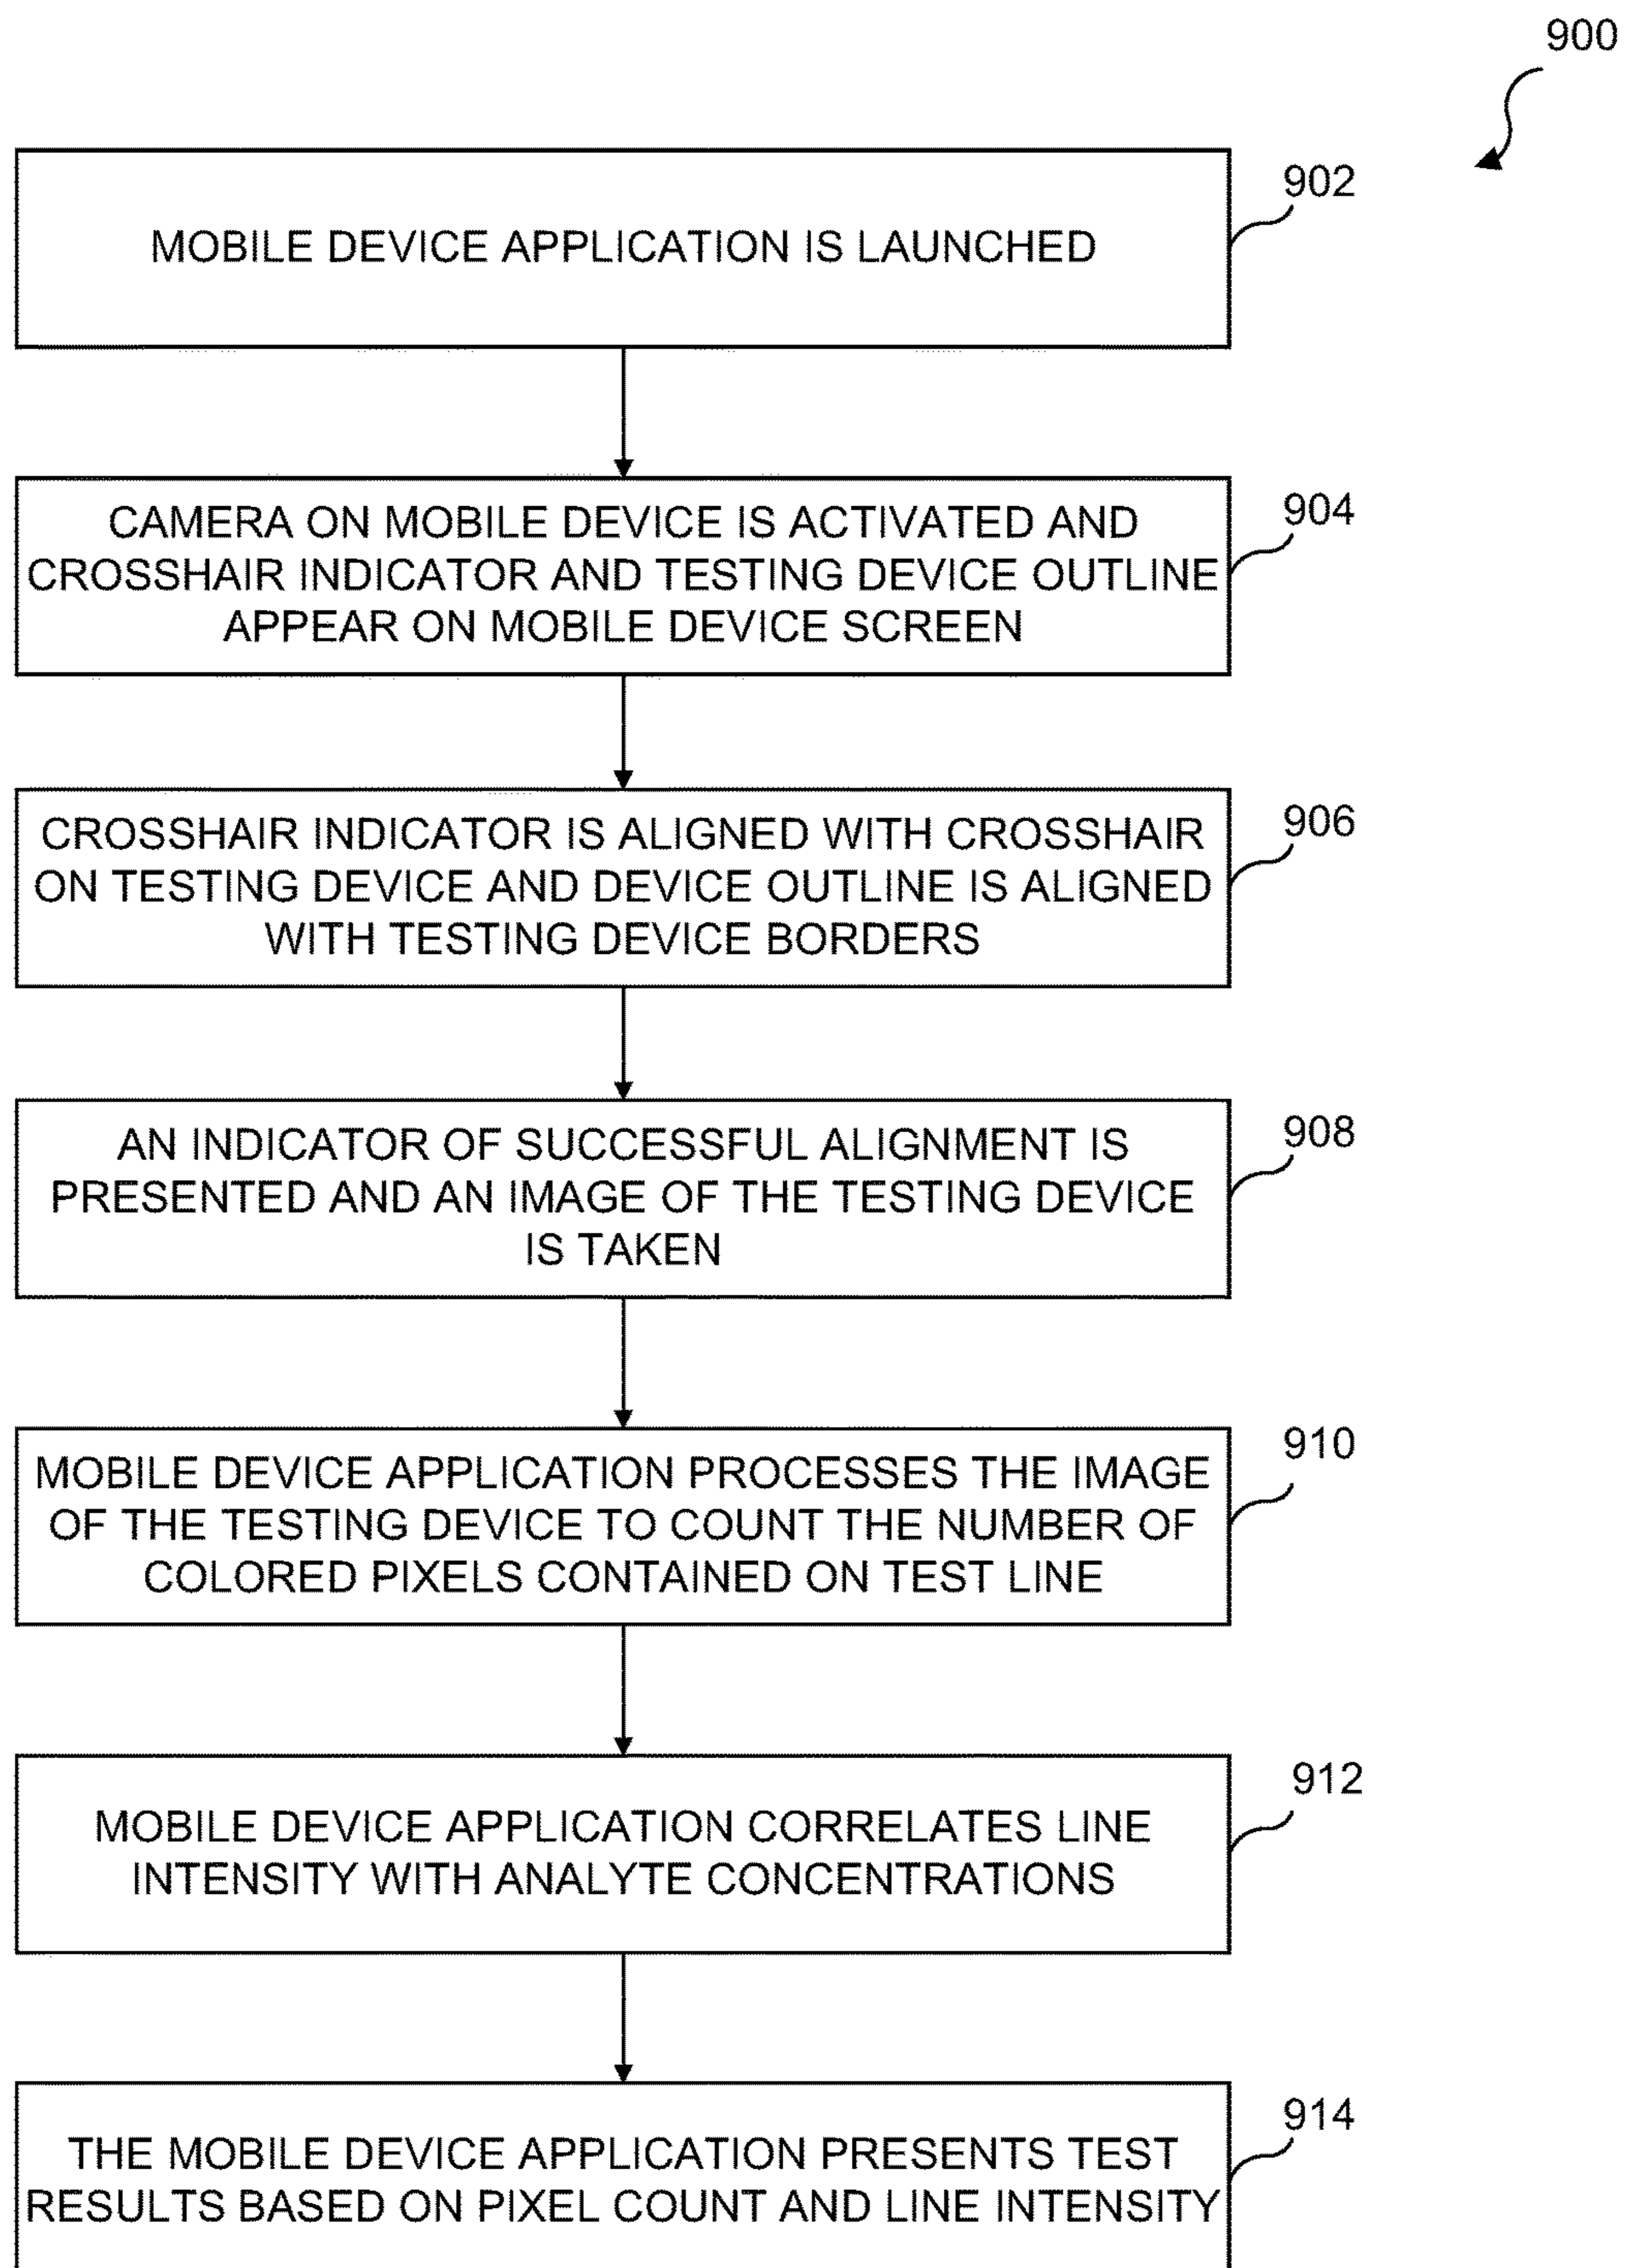 900
902
MOBILE DEVICE APPLICATION IS LAUNCHED
904
CAMERA ON MOBILE DEVICE IS ACTIVATED AND
CROSSHAIR INDICATOR AND TESTING DEVICE OUTLINE
APPEAR ON MOBILE DEVICE SCREEN
906
CROSSHAIR INDICATOR IS ALIGNED WITH CROSSHAIR
ON TESTING DEVICE AND DEVICE OUTLINE IS ALIGNED
WITH TESTING DEVICE BORDERS
908
AN INDICATOR OF SUCCESSFUL ALIGNMENT IS
PRESENTED AND AN IMAGE OF THE TESTING DEVICE
IS TAKEN
910
MOBILE DEVICE APPLICATION PROCESSES THE IMAGE
OF THE TESTING DEVICE TO COUNT THE NUMBER OF
COLORED PIXELS CONTAINED ON TEST LINE
912
MOBILE DEVICE APPLICATION CORRELATES LINE
INTENSITY WITH ANALYTE CONCENTRATIONS
914
THE MOBILE DEVICE APPLICATION PRESENTS TEST
RESULTS BASED ON PIXEL COUNT AND LINE INTENSITY